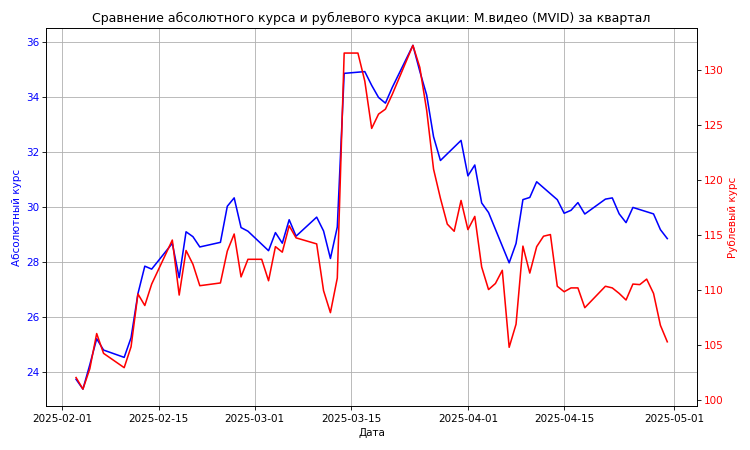 Сравнение абсолютного курса и рублевого курса акции: М.видео (MVID) за квартал
Абсолютный курс
36
34
32
30
28
26
24
130
125
120
115
110
105
100
Рублевый курс
2025-02-01 2025-02-15 2025-03-01 2025-03-15 2025-04-01 2025-04-15 2025-05-01
Дата